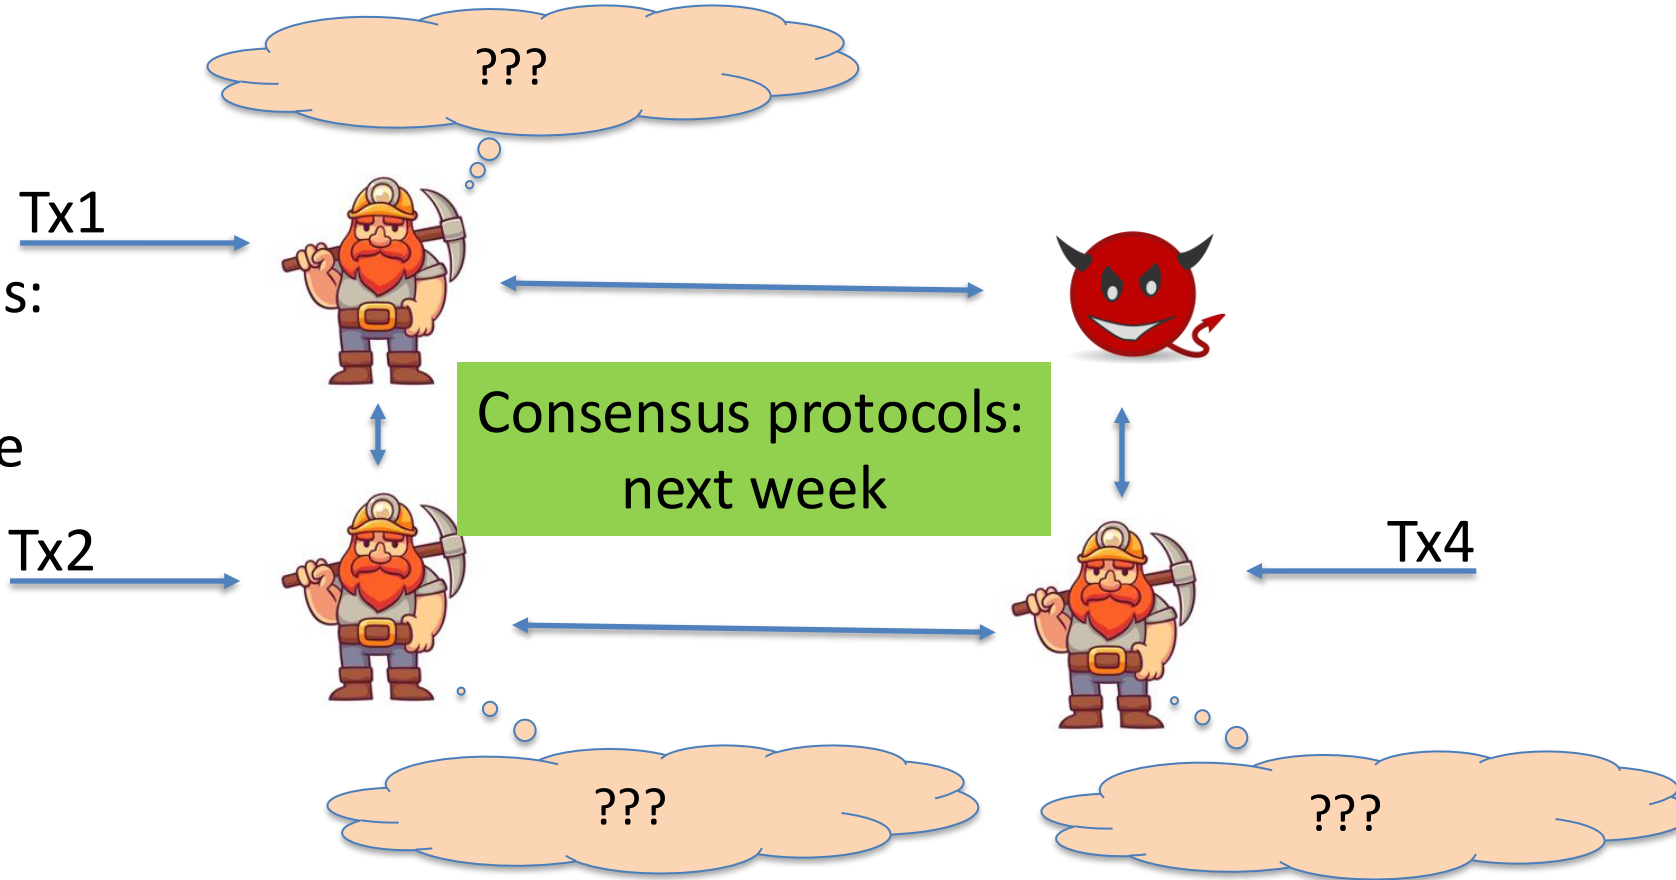 ???
Tx1
s:
Consensus protocols:
next week
e
Tx2
Tx4
???
???